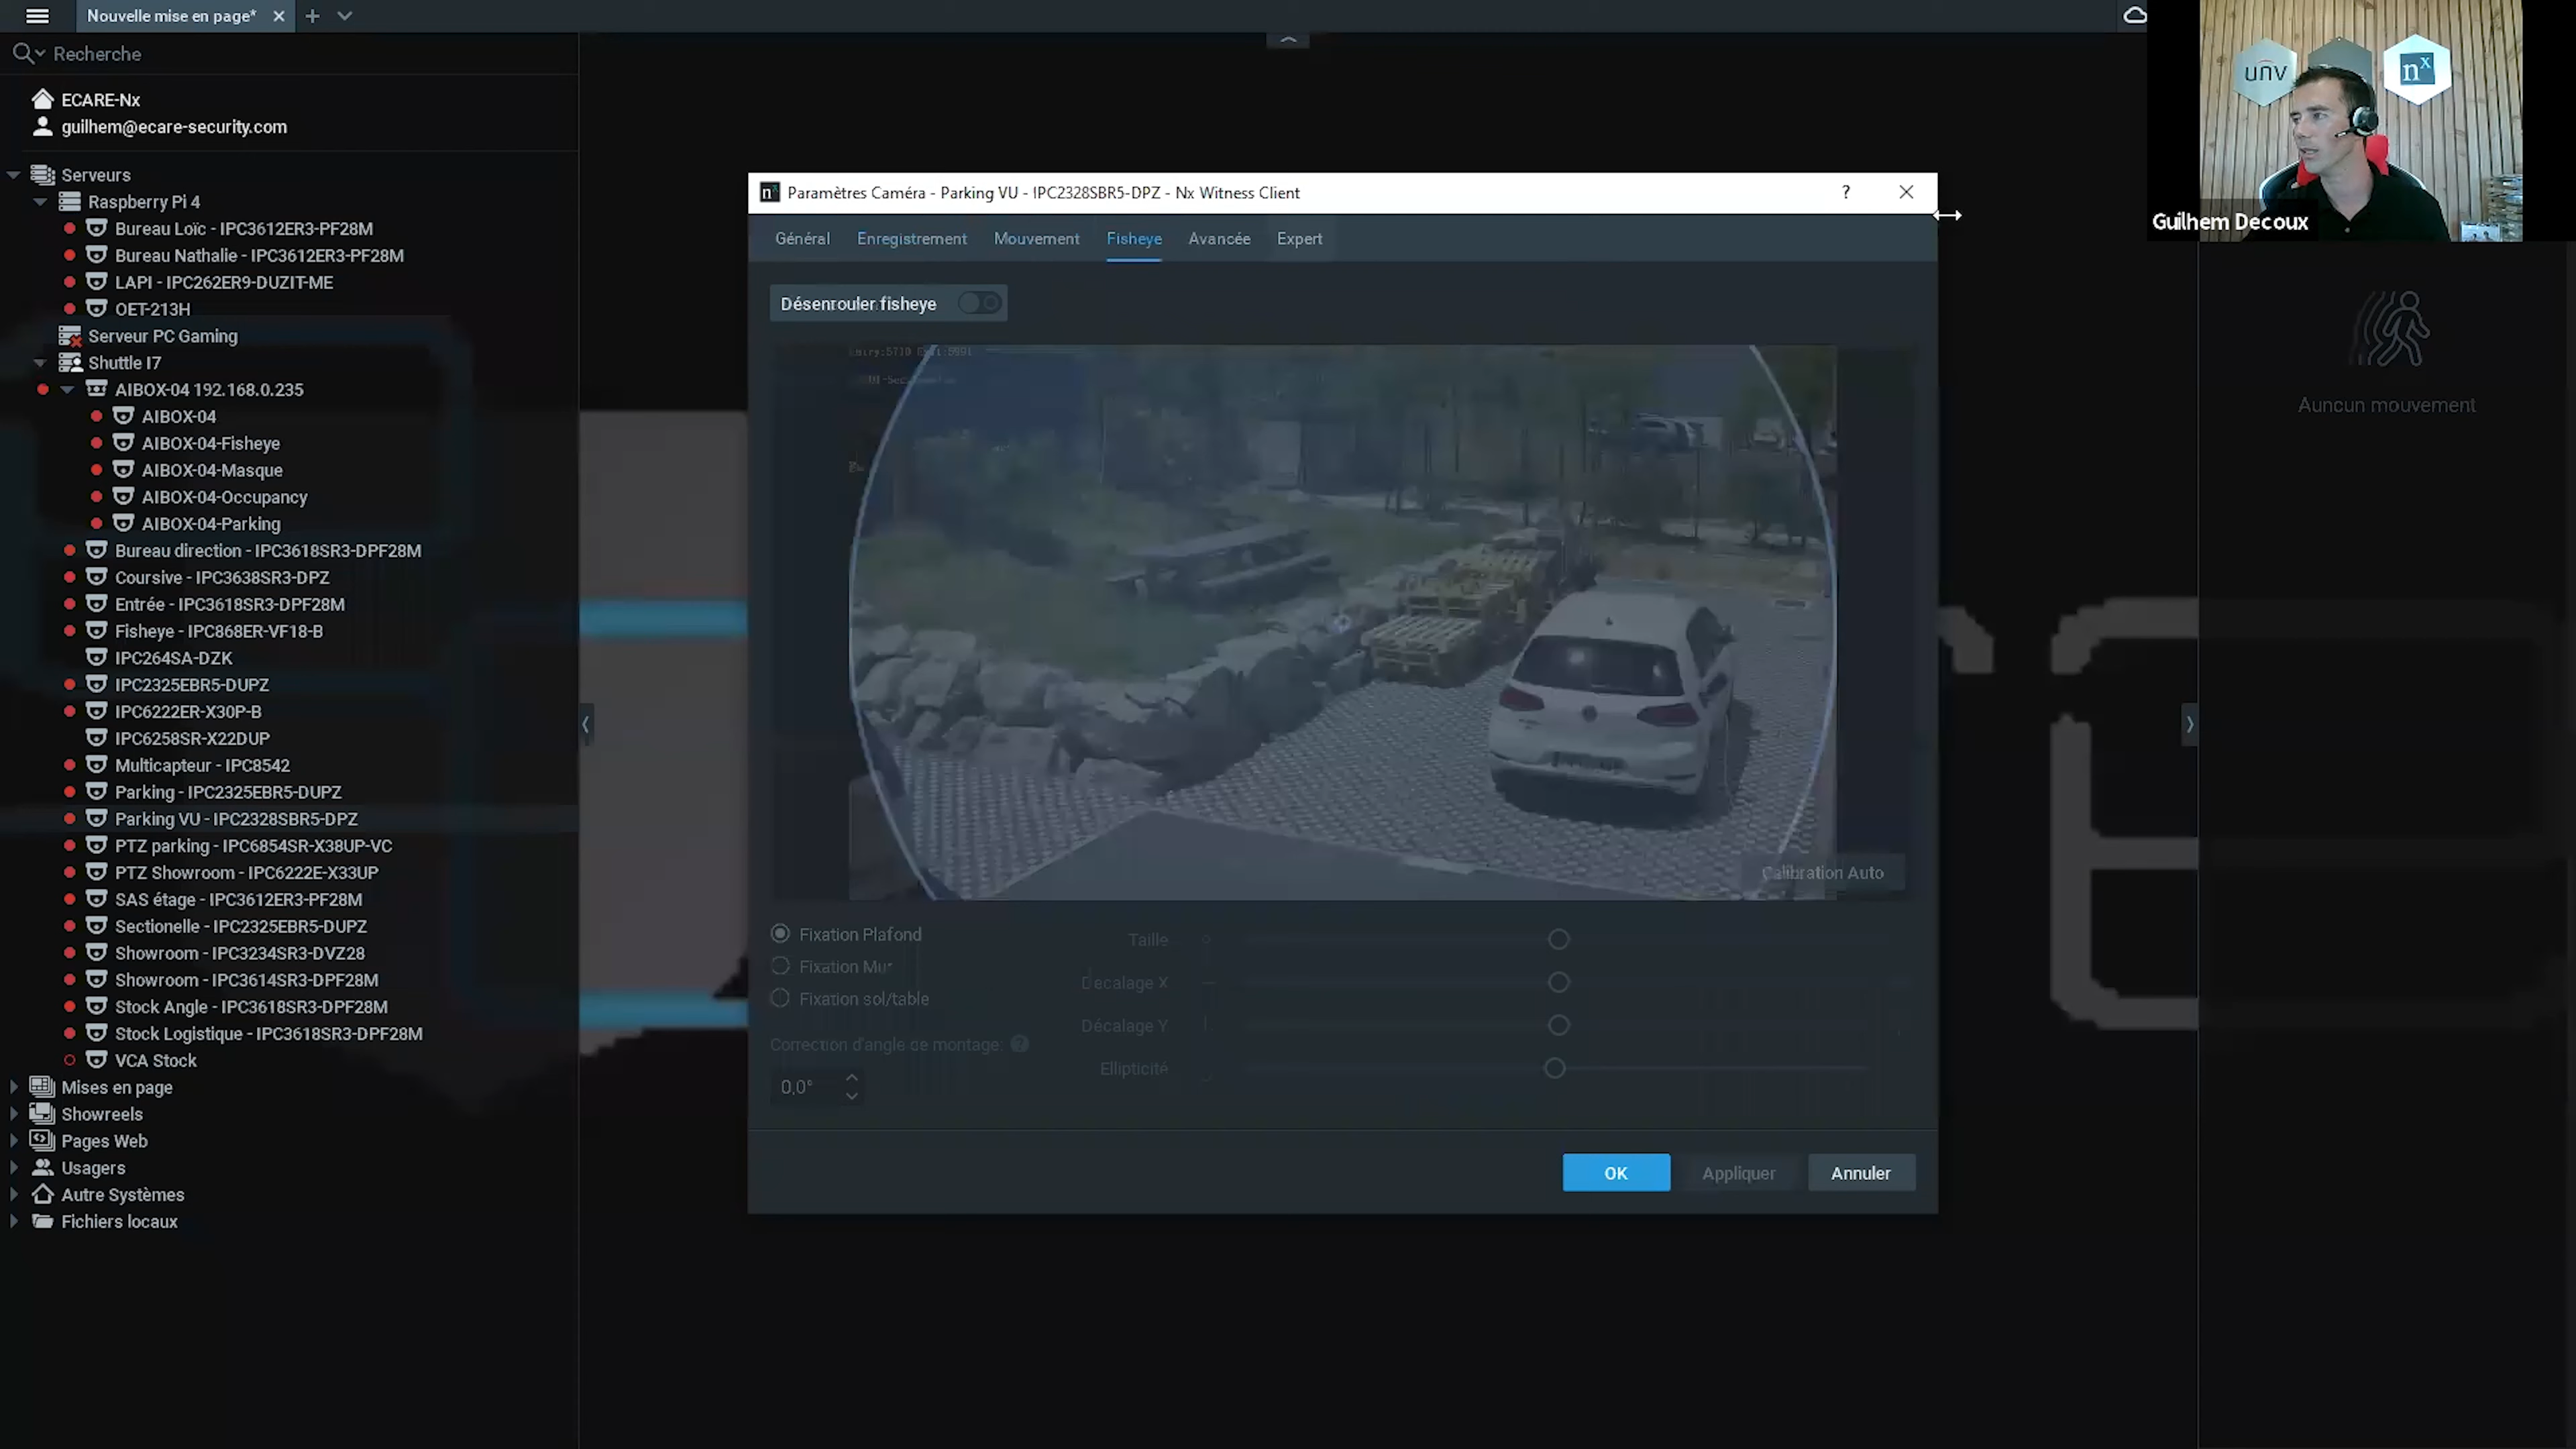 Nouvelle mise en page*
Recherche
ECARE-Nx
guilhem@ecare-security.com
Serveurs
Raspberry Pi 4
Bureau Loïc - IPC3612ER3-PF28M
Bureau Nathalie - IPC3612ER3-PF28M
LAPI - IPC262ER9-DUZIT-ME
OET-213H
Serveur PC Gaming
Shuttle I7
AIBOX-04 192.168.0.235
AIBOX-04
AIBOX-04-Fisheye
AIBOX-04-Masque
AIBOX-04-Occupancy
AIBOX-04-Parking
Bureau direction - IPC3618SR3-DPF28M
Coursive - IPC3638SR3-DPZ
Entrée - IPC3618SR3-DPF28M
Fisheye - IPC868ER-VF18-B
IPC264SA-DZK
IPC2325EBR5-DUPZ
IPC6222ER-X30P-B
IPC6258SR-X22DUP
Multicapteur - IPC8542
Parking - IPC2325EBR5-DUPZ
Parking VU - IPC2328SBR5-DPZ
PTZ parking - IPC6854SR-X38UP-VC
PTZ Showroom - IPC6222E-X33UP
SAS étage - IPC3612ER3-PF28M
Sectionelle - IPC2325EBR5-DUPZ
Showroom - IPC3234SR3-DVZ28
Showroom - IPC3614SR3-DPF28M
Stock Angle - IPC3618SR3-DPF28M
Stock Logistique - IPC3618SR3-DPF28M
VCA Stock
Mises en page
Showreels
Pages Web
Usagers
Autre Systèmes
Fichiers locaux
Paramètres Caméra - Parking VU - IPC2328SBR5-DPZ - Nx Witness Client
?
Général Enregistrement Mouvement Fisheye Avancée Expert
Désenrouler fisheye
Calibration Auto
Fixation Plafond
Fixation Mur
Fixation sol/table
Correction d'angle de montage: ?
0,0°
Taille
Décalage X
Décalage Y
Ellipticité
OK
Appliquer
Annuler
unv
nx
Guilhem Decoux
Auncun mouvement